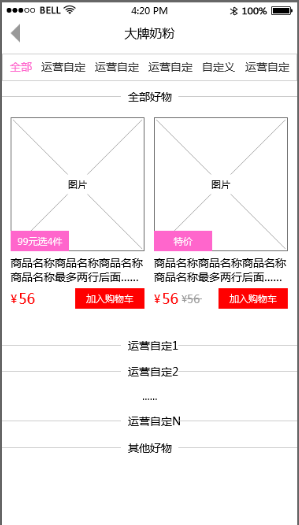 ●●●○○ BELL 4:20 PM 100%
大牌奶粉
全部 运营自定 运营自定 运营自定 自定义 运营自定
全部好物
图片 图片
99元选4件 特价
商品名称商品名称商品名称 商品名称商品名称商品名称
商品名称最多两行后面...... 商品名称最多两行后面......
¥56 加入购物车 ¥56 ¥56 加入购物车
运营自定1
运营自定2
......
运营自定N
其他好物